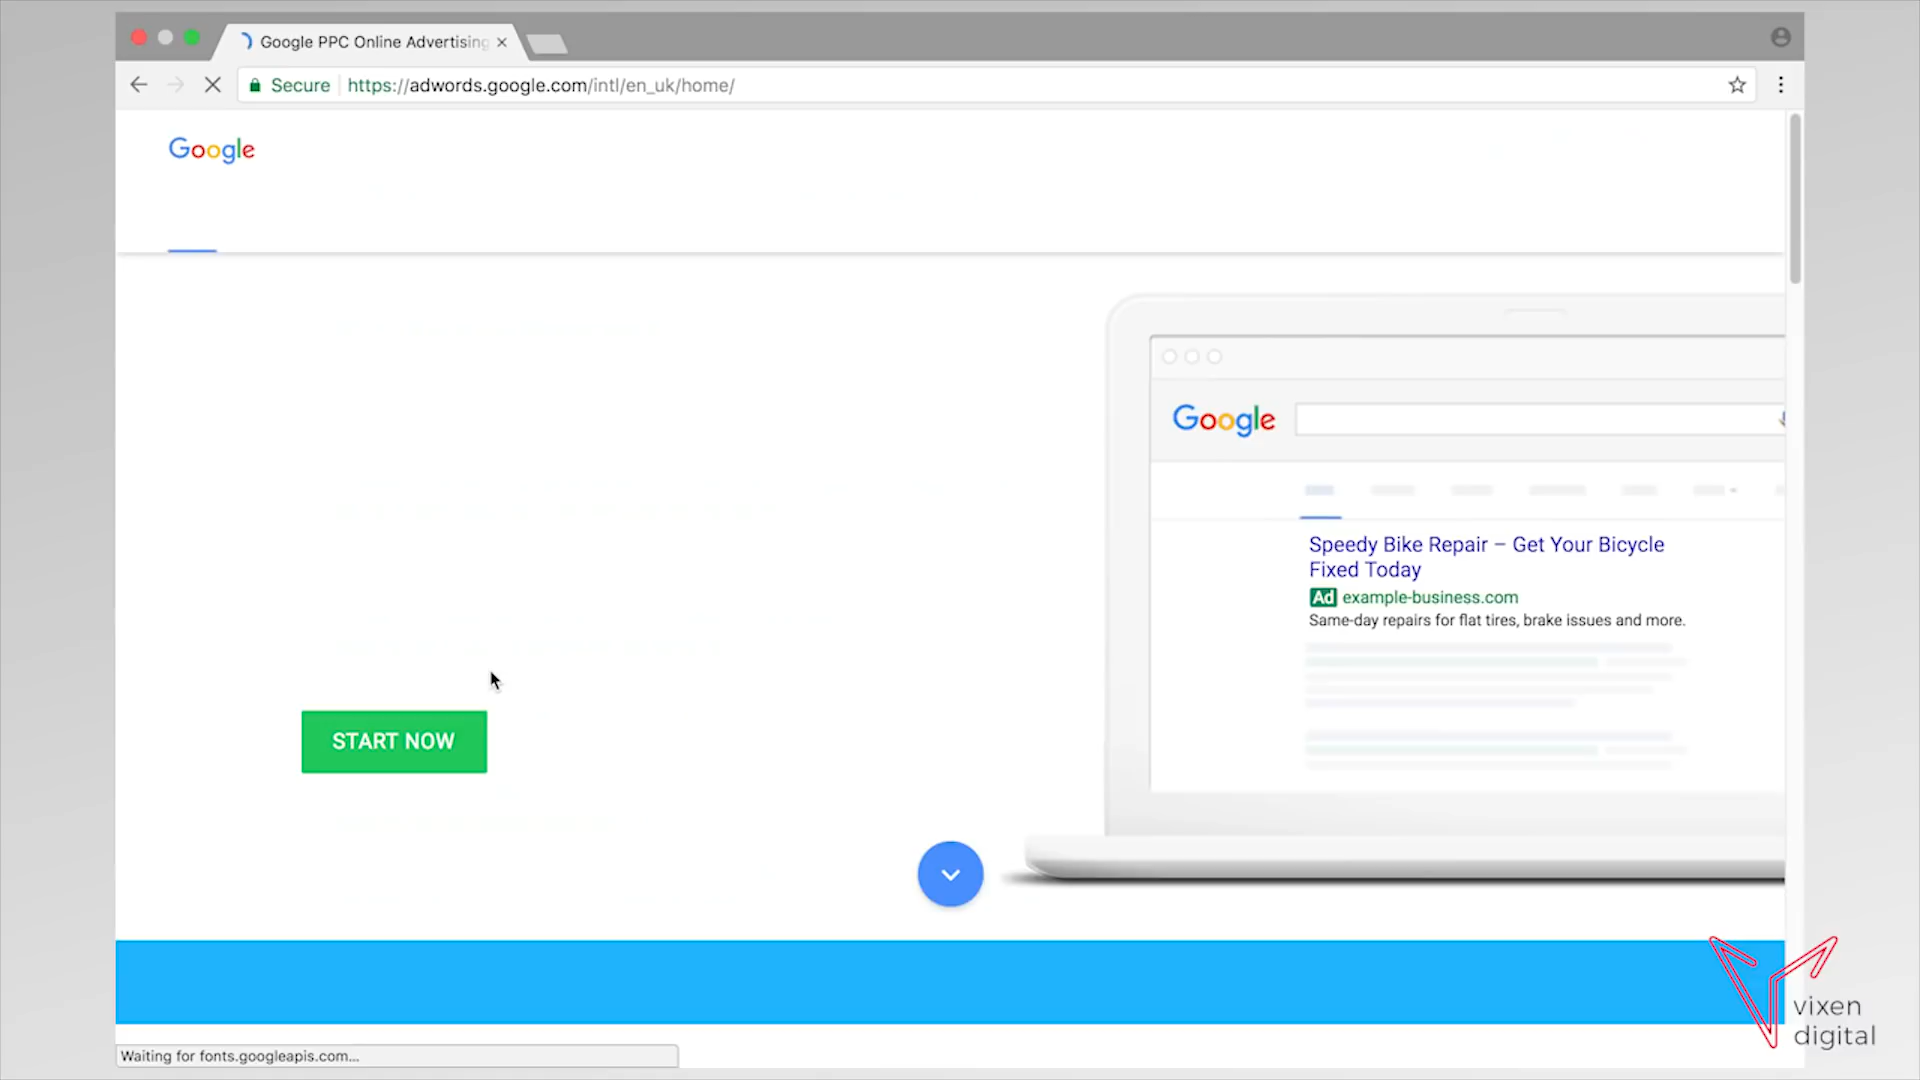 Google PPC Online Advertising
Secure
https://adwords.google.com/intl/en_uk/home/
Google
Google
Speedy Bike Repair – Get Your Bicycle
Fixed Today
Ad example-business.com
Same-day repairs for flat tires, brake issues and more.
START NOW
vixen
digital
Waiting for fonts.googleapis.com...